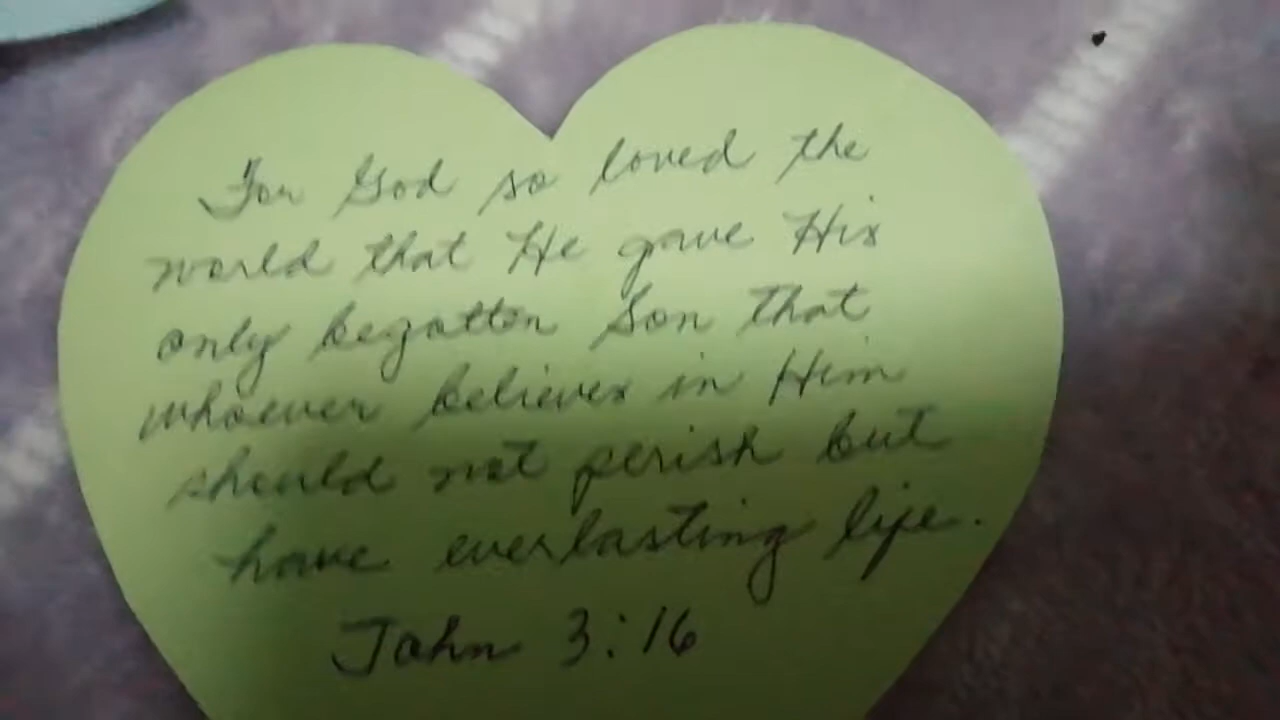 For God so loved the
world that He gave His
only begotten Son that
whoever believes in Him
should not perish but
have everlasting life.
John 3:16